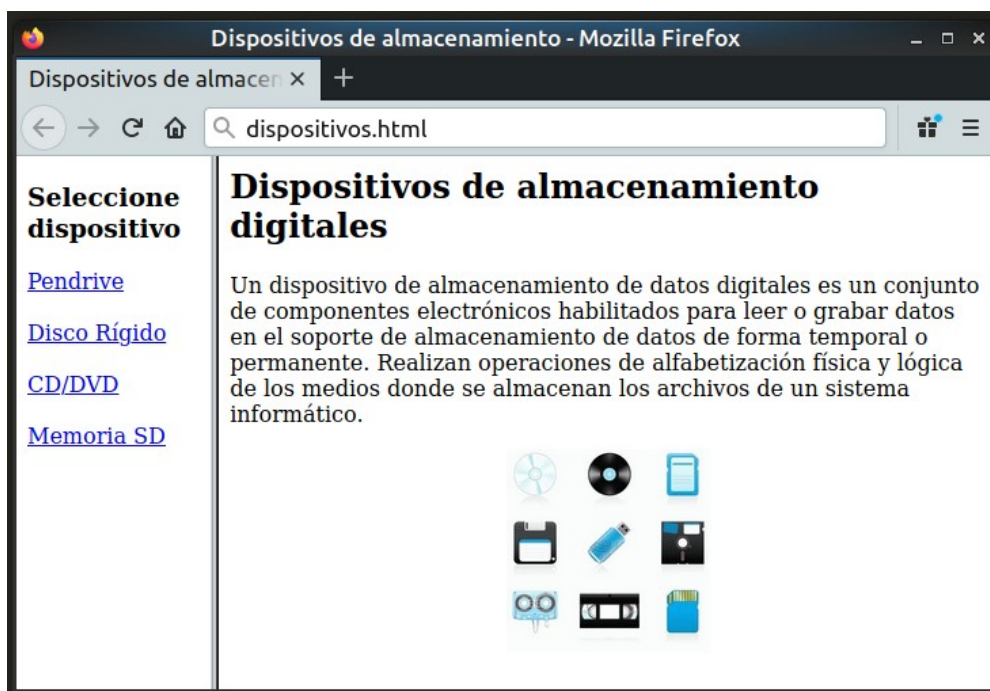 Dispositivos de almacenamiento - Mozilla Firefox
Dispositivos de almacen
dispositivos.html
Seleccione
dispositivo
Pendrive
Disco Rígido
CD/DVD
Memoria SD
Dispositivos de almacenamiento
digitales
Un dispositivo de almacenamiento de datos digitales es un conjunto
de componentes electrónicos habilitados para leer o grabar datos
en el soporte de almacenamiento de datos de forma temporal o
permanente. Realizan operaciones de alfabetización física y lógica
de los medios donde se almacenan los archivos de un sistema
informático.